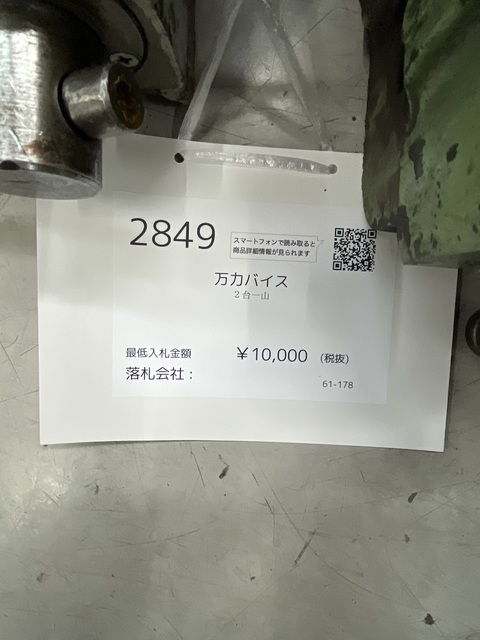 2849
スマートフォンで読み取ると
商品詳細情報が見られます
万力バイス
2台一山
最低入札金額 ￥10,000 (税抜)
落札会社：
61-178